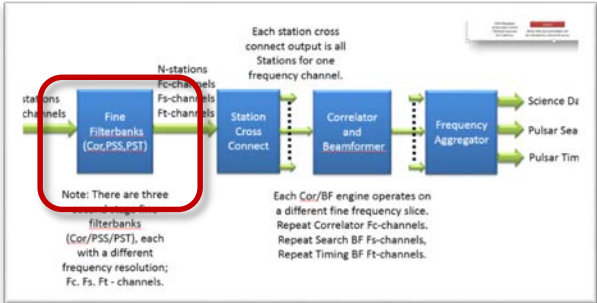 Each station cross
connect output is all
Stations for one
frequency channel.
N-stations
Fc-channels
Fs-channels
Ft-channels
stations
channels
Fine
Filterbanks
(Cor,PSS,PST)
Station
Cross
Connect
Correlator
and
Beamformer
Frequency
Aggregator
Science Da
Pulsar Sea
Pulsar Tim
Note: There are three
second stage fine
filterbanks
(Cor/PSS/PST), each
with a different
frequency resolution;
Fc. Fs. Ft - channels.
Each Cor/BF engine operates on
a different fine frequency slice.
Repeat Correlator Fc-channels.
Repeat Search BF Fs-channels,
Repeat Timing BF Ft-channels.